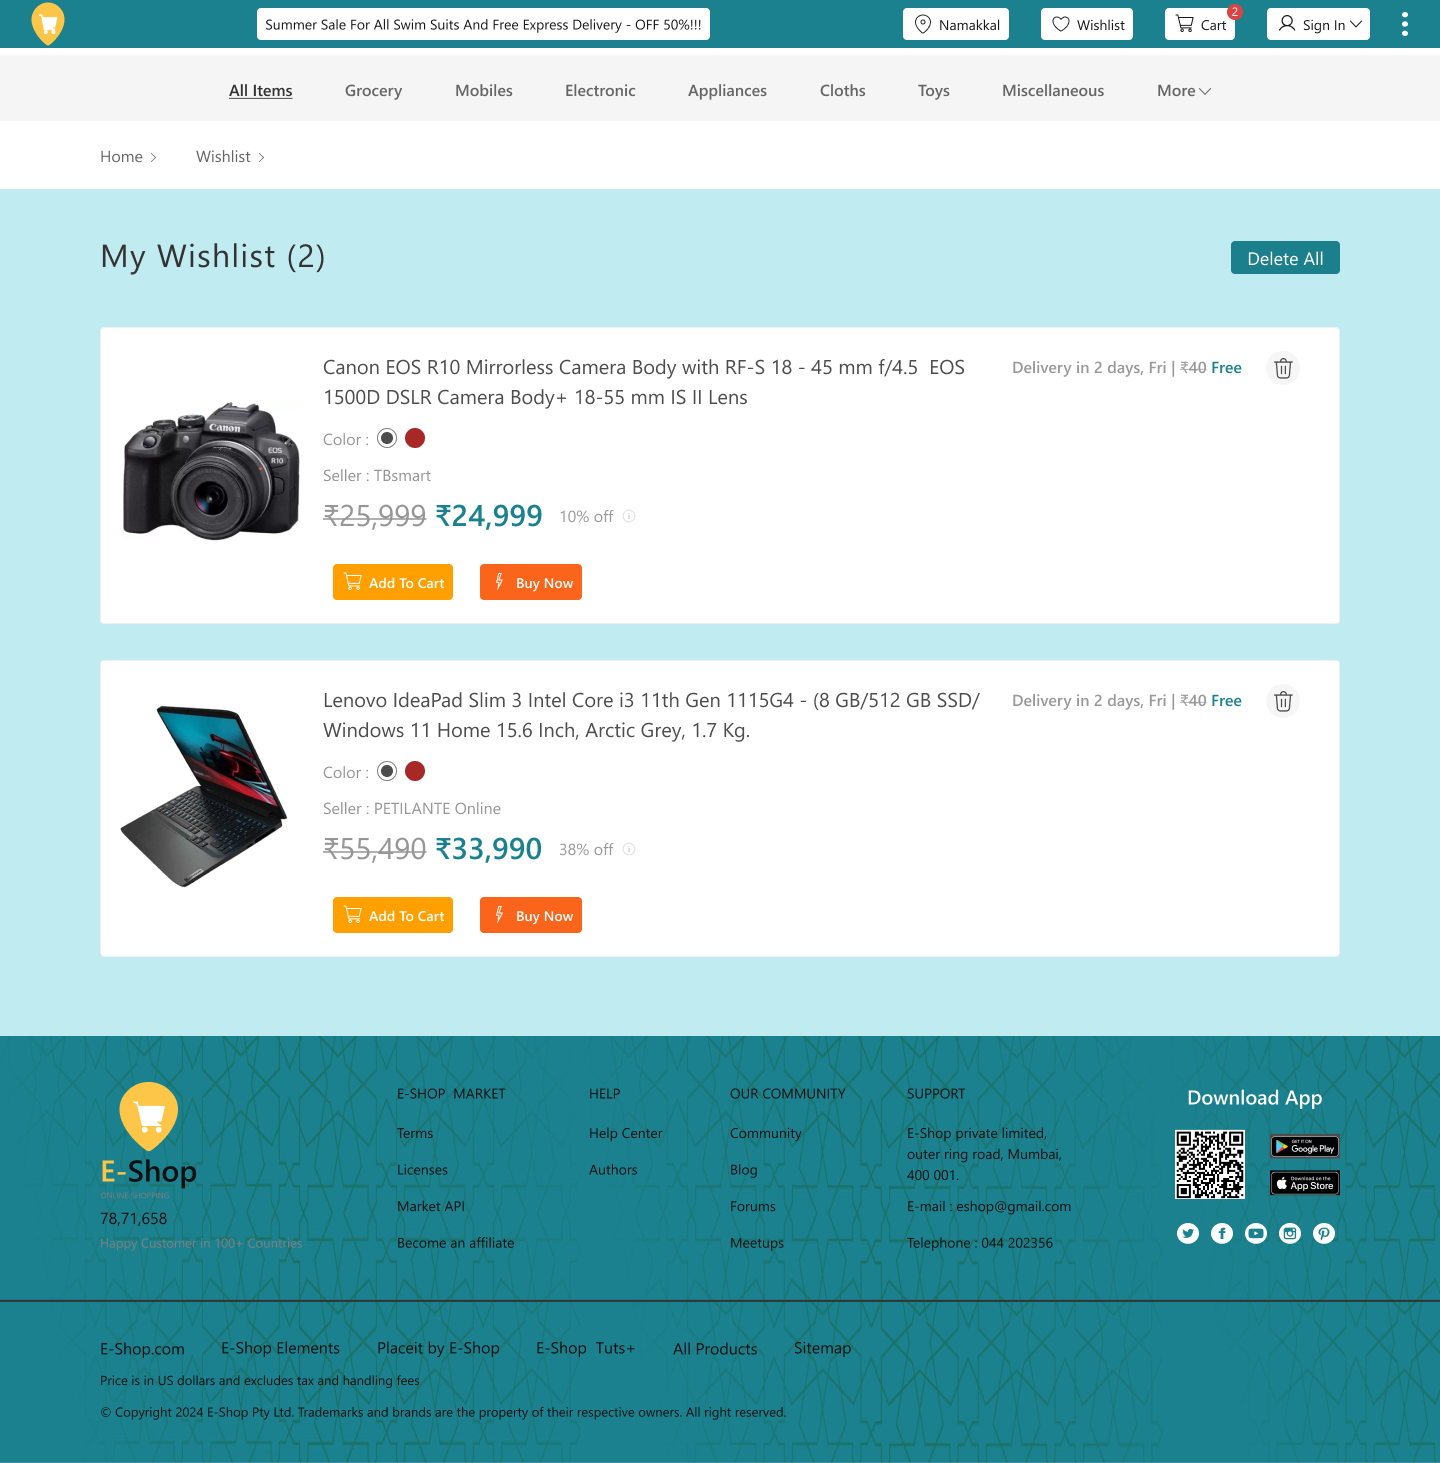 Summer Sale For All Swim Suits And Free Express Delivery - OFF 50%!!!
Namakkal
Wishlist
Cart
2
Sign In
All Items
Grocery
Mobiles
Electronic
Appliances
Cloths
Toys
Miscellaneous
More
Home
Wishlist
My Wishlist (2)
Delete All
Canon EOS R10 Mirrorless Camera Body with RF-S 18 - 45 mm f/4.5 EOS
1500D DSLR Camera Body+ 18-55 mm IS II Lens
Delivery in 2 days, Fri | ₹40 Free
Canon
EOS
R10
Color :
Seller : TBsmart
₹25,999 ₹24,999 10% off
Add To Cart
Buy Now
Lenovo IdeaPad Slim 3 Intel Core i3 11th Gen 1115G4 - (8 GB/512 GB SSD/
Windows 11 Home 15.6 Inch, Arctic Grey, 1.7 Kg.
Delivery in 2 days, Fri | ₹40 Free
Color :
Seller : PETILANTE Online
₹55,490 ₹33,990 38% off
Add To Cart
Buy Now
E-Shop
ONLINE SHOPPING
78,71,658
Happy Customer in 100+ Countries
E-SHOP MARKET
Terms
Licenses
Market API
Become an affiliate
HELP
Help Center
Authors
OUR COMMUNITY
Community
Blog
Forums
Meetups
SUPPORT
E-Shop private limited,
outer ring road, Mumbai,
400 001.
E-mail : eshop@gmail.com
Telephone : 044 202356
Download App
GET IT ON
Google Play
Download on the
App Store
E-Shop.com
E-Shop Elements
Placeit by E-Shop
E-Shop Tuts+
All Products
Sitemap
Price is in US dollars and excludes tax and handling fees
© Copyright 2024 E-Shop Pty Ltd. Trademarks and brands are the property of their respective owners. All right reserved.